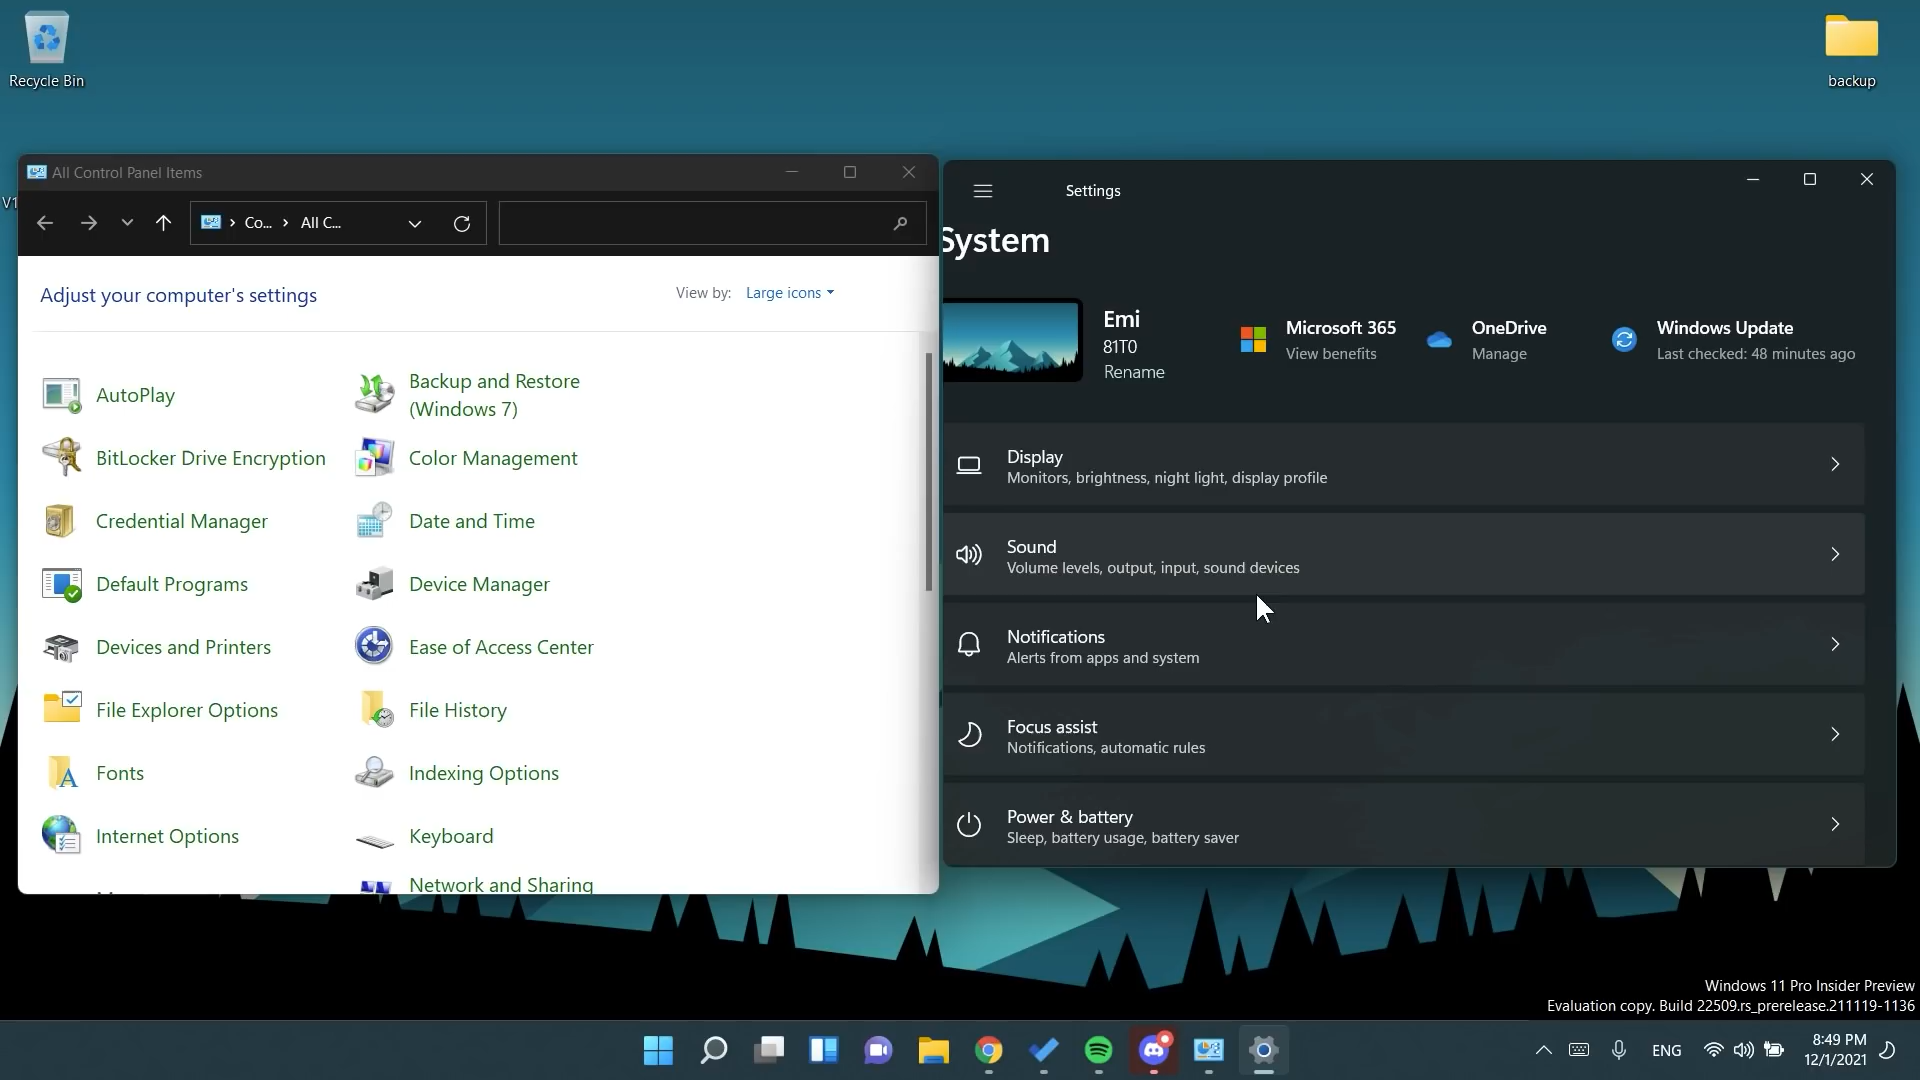 Recycle Bin
backup
V1
All Control Panel Items
Co...
All C...
Adjust your computer's settings
View by: Large icons
AutoPlay
Backup and Restore
(Windows 7)
BitLocker Drive Encryption
Color Management
Credential Manager
Date and Time
Default Programs
Device Manager
Devices and Printers
Ease of Access Center
File Explorer Options
File History
Fonts
Indexing Options
Internet Options
Keyboard
Network and Sharing
Settings
System
Emi
81T0
Rename
Microsoft 365
View benefits
OneDrive
Manage
Windows Update
Last checked: 48 minutes ago
Display
Monitors, brightness, night light, display profile
Sound
Volume levels, output, input, sound devices
Notifications
Alerts from apps and system
Focus assist
Notifications, automatic rules
Power & battery
Sleep, battery usage, battery saver
Windows 11 Pro Insider Preview
Evaluation copy. Build 22509.rs_prerelease.211119-1136
ENG
8:49 PM
12/1/2021